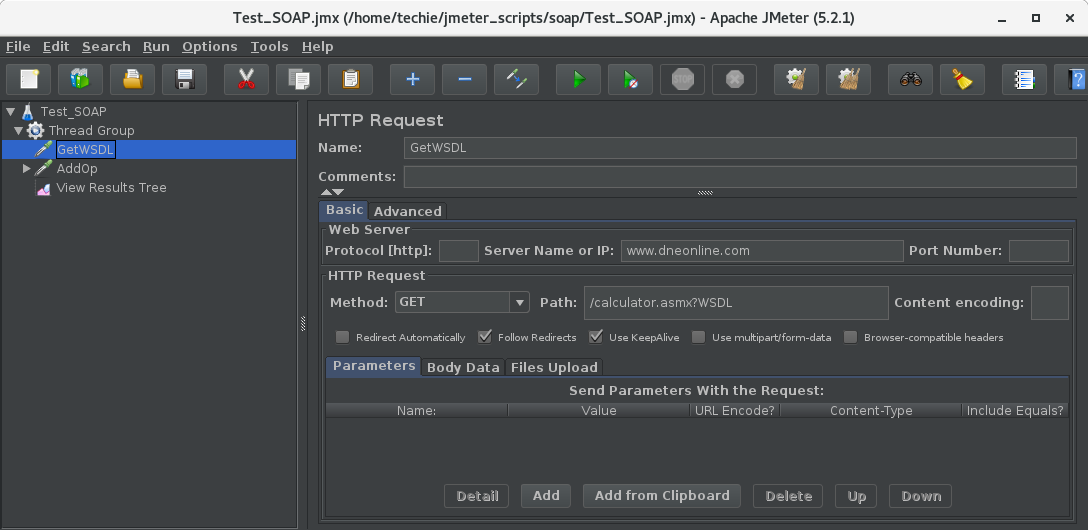 Test_SOAP.jmx (/home/techie/jmeter_scripts/soap/Test_SOAP.jmx) - Apache JMeter (5.2.1)
File Edit Search Run Options Tools Help
STOP
Test_SOAP
Thread Group
GetWSDL
AddOp
View Results Tree
HTTP Request
Name: GetWSDL
Comments:
Basic Advanced
Web Server
Protocol [http]: Server Name or IP: www.dneonline.com Port Number:
HTTP Request
Method: GET Path: /calculator.asmx?WSDL Content encoding:
Redirect Automatically Follow Redirects Use KeepAlive Use multipart/form-data Browser-compatible headers
Parameters Body Data Files Upload
Send Parameters With the Request:
Name: Value URL Encode? Content-Type Include Equals?
Detail Add Add from Clipboard Delete Up Down